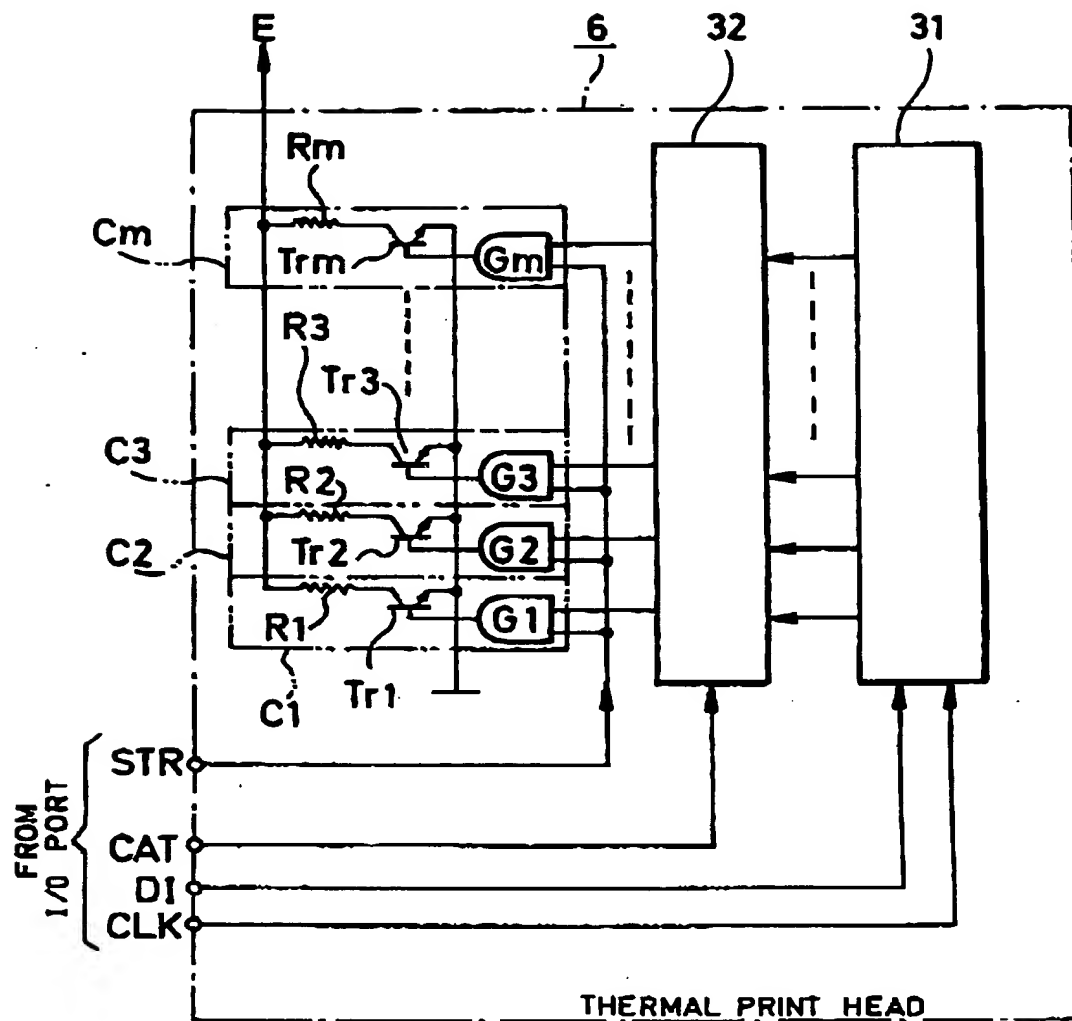 E
6
32
31
Rm
Cm
Trm
Gm
R3
Tr3
C3
G3
R2
C2
Tr2
G2
R1
G1
Tr1
C1
STR
CAT
DI
CLK
FROM
I/O PORT
THERMAL PRINT HEAD